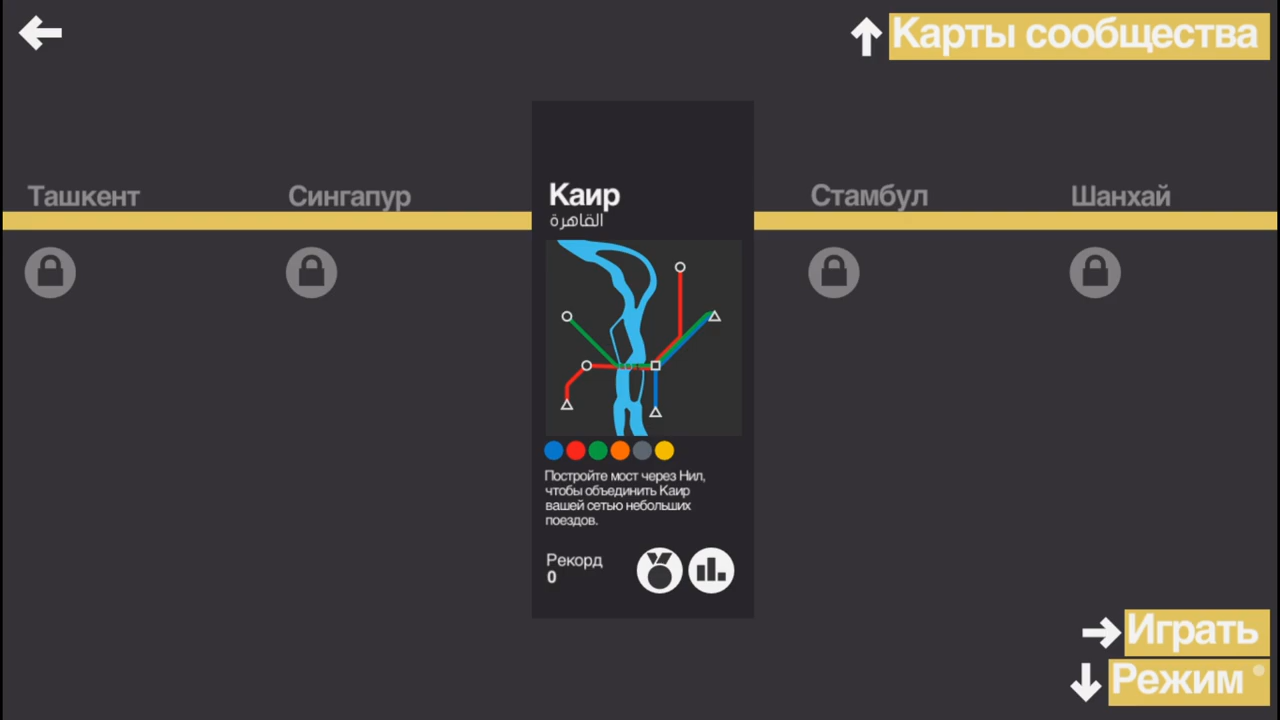 Карты сообщества
Ташкент
Сингапур
Каир
القاهرة
Стамбул
Шанхай
Постройте мост через Нил,
чтобы объединить Каир
вашей сетью небольших
поездов.
Рекорд
0
Играть
Режим